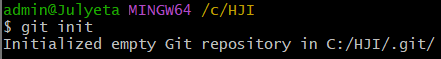 admin@Julyeta MINGW64 /c/HJI
$ git init
Initialized empty Git repository in C:/HJI/.git/